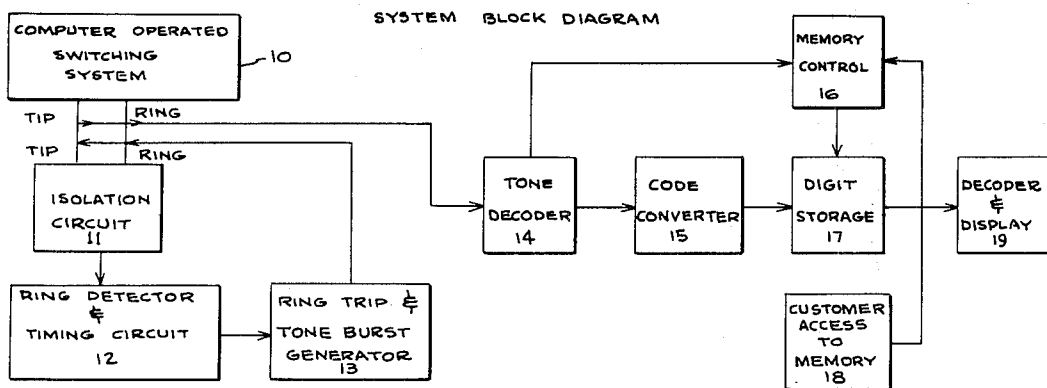 SYSTEM BLOCK DIAGRAM
COMPUTER OPERATED
SWITCHING
SYSTEM
10
TIP
RING
TIP
RING
ISOLATION
CIRCUIT
11
RING DETECTOR
&
TIMING CIRCUIT
12
RING TRIP &
TONE BURST
GENERATOR
13
TONE
DECODER
14
CODE
CONVERTER
15
MEMORY
CONTROL
16
DIGIT
STORAGE
17
CUSTOMER
ACCESS
TO
MEMORY
18
DECODER
&
DISPLAY
19